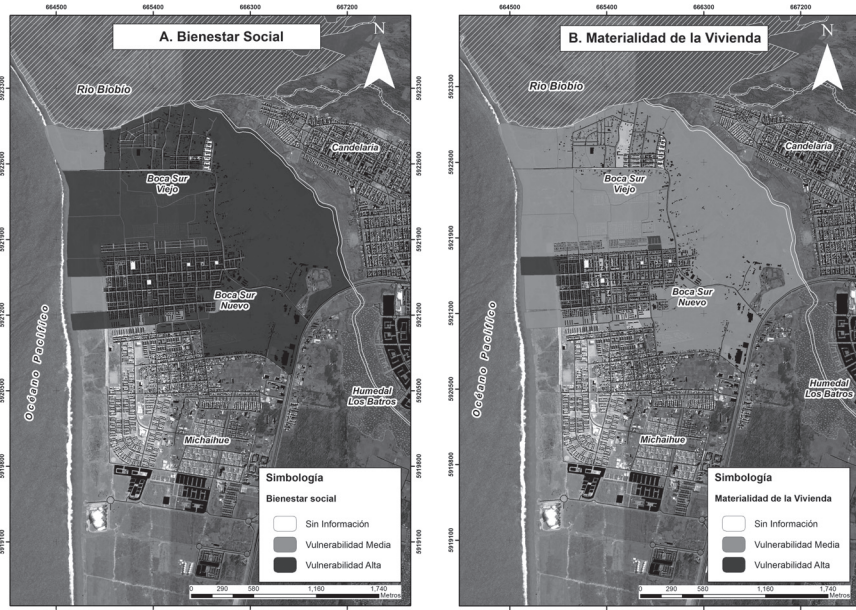 664500 665400 666300 667200
A. Bienestar Social
N
Rio Biobío
Candelaria
Boca Sur
Viejo
Boca Sur
Nuevo
Oceáno Pacífico
Humedal
Los Batros
Michaihue
5923300
5922600
5921900
5921200
5920500
5919800
5919100
Simbología
Bienestar social
Sin Información
Vulnerabilidad Media
Vulnerabilidad Alta
0 290 580 1,160 1,740
Metros
664500 665400 666300 667200
B. Materialidad de la Vivienda
N
Rio Biobío
Candelaria
Boca Sur
Viejo
Boca Sur
Nuevo
Oceáno Pacífico
Humedal
Los Batros
Michaihue
5923300
5922600
5921900
5921200
5920500
5919800
5919100
Simbología
Materialidad de la Vivienda
Sin Información
Vulnerabilidad Media
Vulnerabilidad Alta
0 290 580 1,160 1,740
Metros